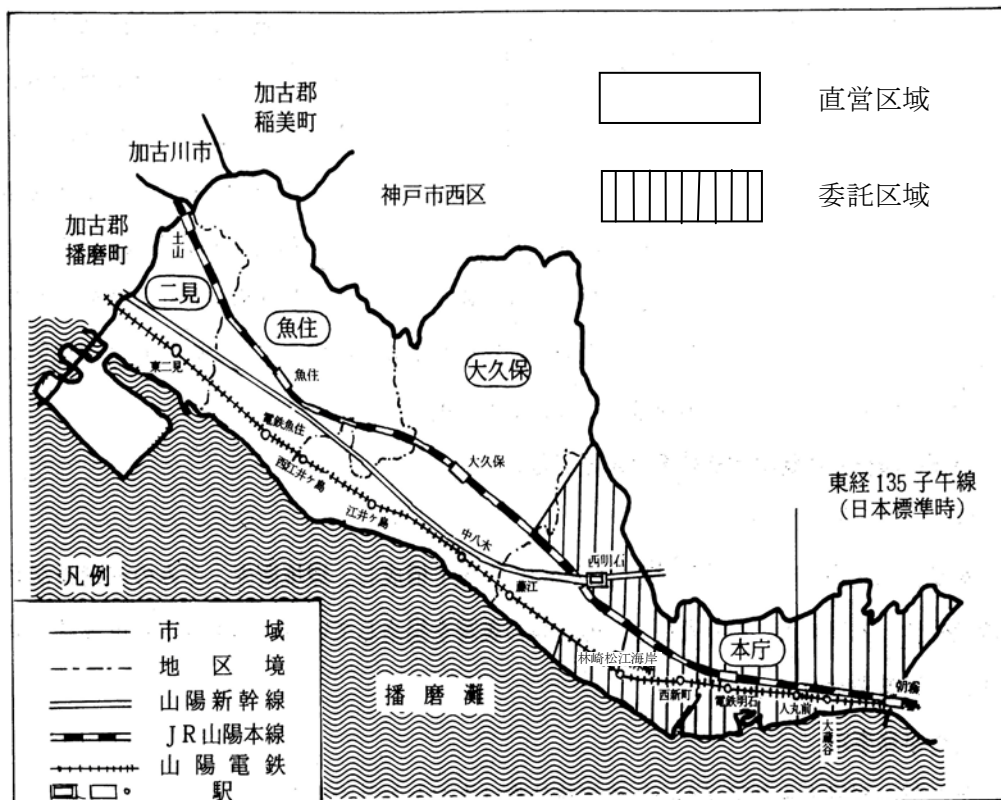 加古郡
稲美町
加古川市
神戸市西区
加古郡
播磨町
直営区域
委託区域
土山
二見
魚住
大久保
東二見
魚住
電鉄魚住
西江井ヶ島
江井ヶ島
大久保
中八木
藤江
西明石
東経135子午線
(日本標準時)
本庁
林崎松江海岸
西新町
電鉄明石
人丸前
大蔵谷
朝霧
播磨灘
凡例
市域
地区境
山陽新幹線
JR山陽本線
山陽電鉄
駅